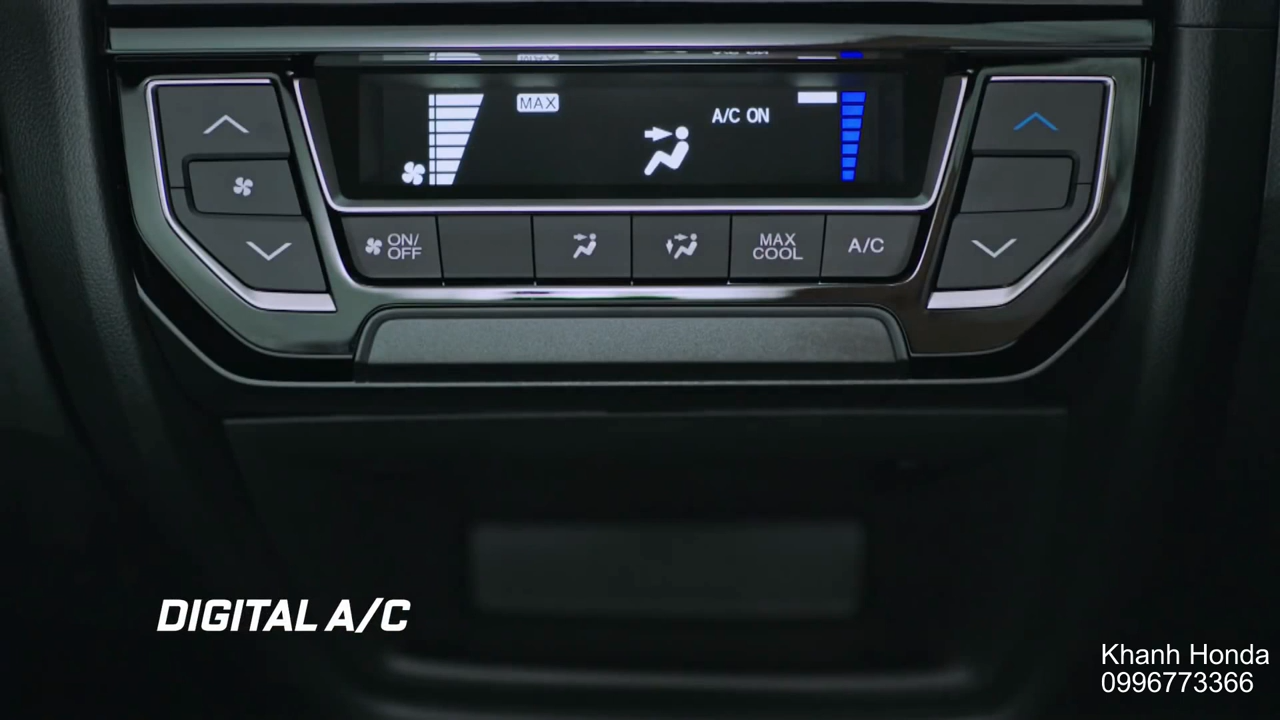 MAX
A/C ON
ON/
OFF
MAX
COOL
A/C
DIGITAL A/C
Khanh Honda
0996773366